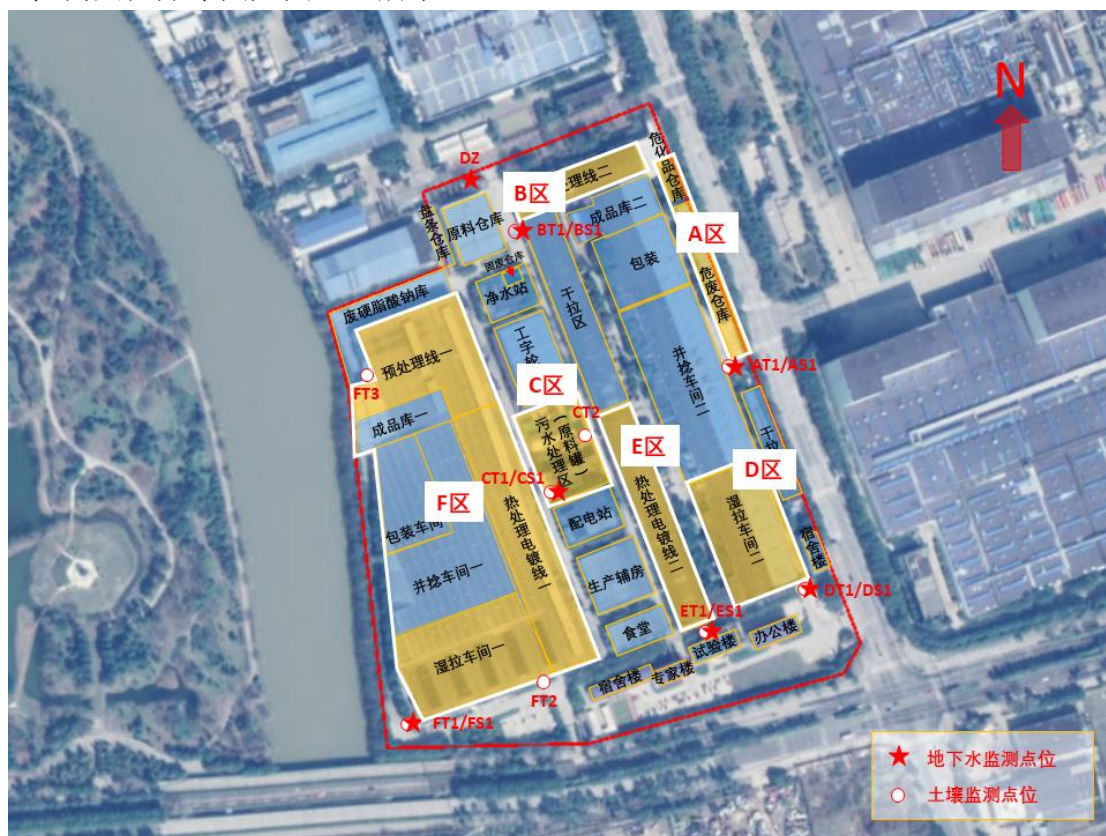 N
DZ
危化品仓库
B区
处理线二
盘条仓库
原料仓库
BT1/BS1
成品库二
A区
固废仓库
包装
净水站
危废仓库
废硬脂酸钠库
干拉区
工字轮
预处理线一
并捻车间二
AT1/AS1
FT3
C区
CT2
成品库一
污水处理区
（原料罐）
E区
干拉
D区
CT1/CS1
F区
热处理电镀线一
热处理电镀线二
湿拉车间二
包装车间
配电站
宿舍楼
并捻车间一
生产辅房
DT1/DS1
ET1/ES1
食堂
试验楼
办公楼
湿拉车间一
专家楼
宿舍楼
FT2
FT1/FS1
地下水监测点位
土壤监测点位